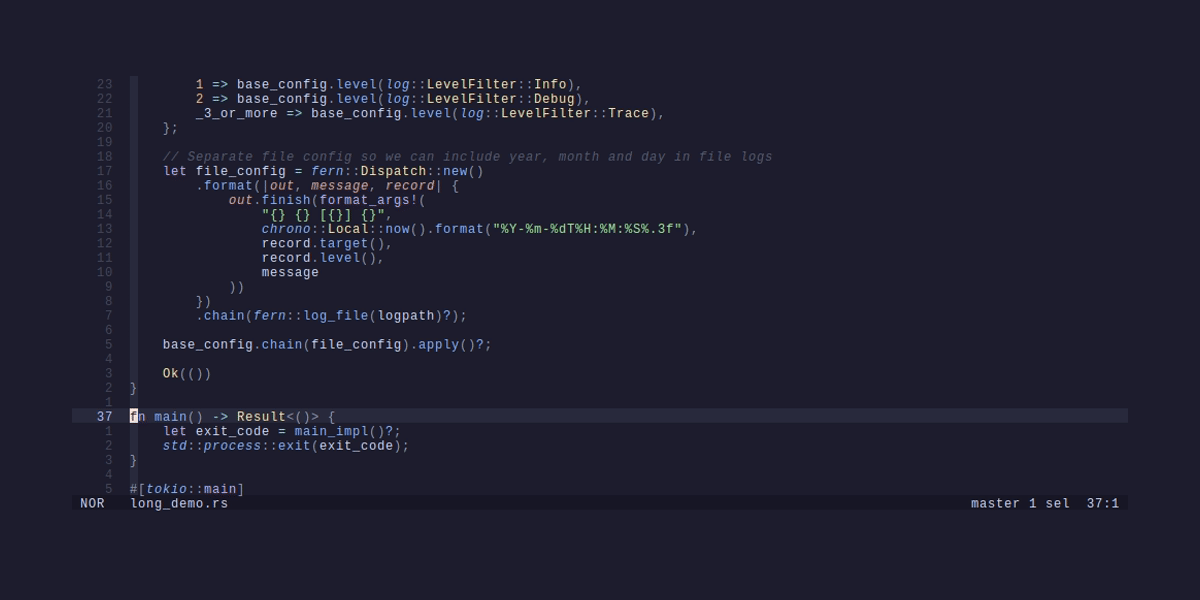 23          1 => base_config.level(log::LevelFilter::Info),
22          2 => base_config.level(log::LevelFilter::Debug),
21          _3_or_more => base_config.level(log::LevelFilter::Trace),
20      };
19
18      // Separate file config so we can include year, month and day in file logs
17      let file_config = fern::Dispatch::new()
16          .format(|out, message, record| {
15              out.finish(format_args!(
14                  "{} {} [{}] {}",
13                  chrono::Local::now().format("%Y-%m-%dT%H:%M:%S%.3f"),
12                  record.target(),
11                  record.level(),
10                  message
9              ))
8          })
7          .chain(fern::log_file(logpath)?);
6
5      base_config.chain(file_config).apply()?;
4
3      Ok(())
2  }
1
37  fn main() -> Result<()> {
1      let exit_code = main_impl()?;
2      std::process::exit(exit_code);
3  }
4
5  #[tokio::main]
NOR   long_demo.rs   master 1 sel  37:1